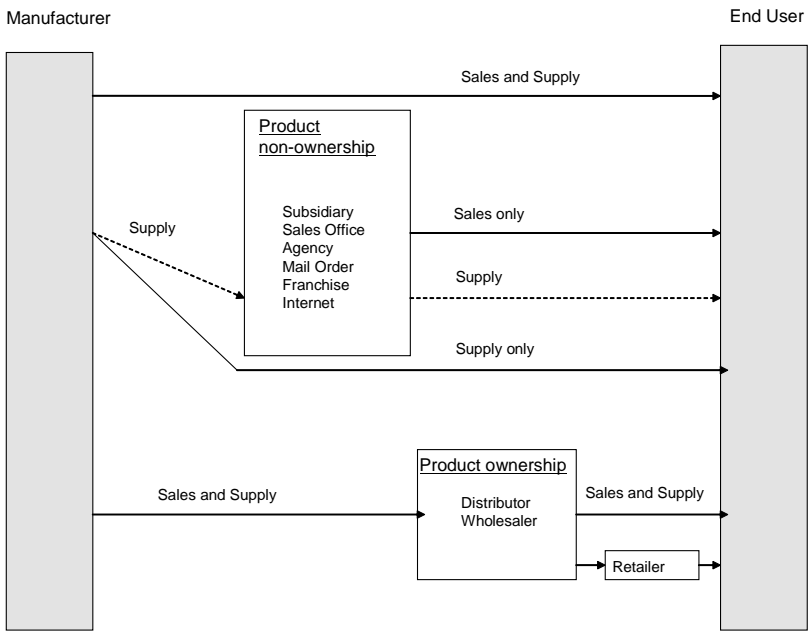 Manufacturer
End User
Sales and Supply
Product
non-ownership
Subsidiary
Sales Office
Agency
Mail Order
Franchise
Internet
Supply
Sales only
Supply
Supply only
Product ownership
Distributor
Wholesaler
Sales and Supply
Sales and Supply
Retailer